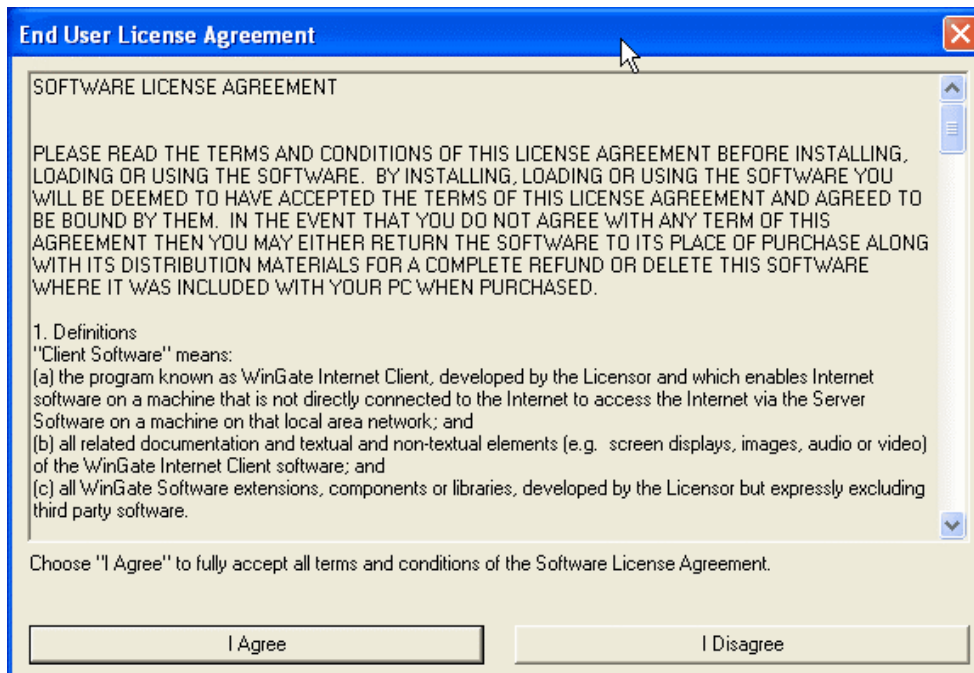 End User License Agreement
SOFTWARE LICENSE AGREEMENT
PLEASE READ THE TERMS AND CONDITIONS OF THIS LICENSE AGREEMENT BEFORE INSTALLING,
LOADING OR USING THE SOFTWARE.  BY INSTALLING, LOADING OR USING THE SOFTWARE YOU
WILL BE DEEMED TO HAVE ACCEPTED THE TERMS OF THIS LICENSE AGREEMENT AND AGREED TO
BE BOUND BY THEM.  IN THE EVENT THAT YOU DO NOT AGREE WITH ANY TERM OF THIS
AGREEMENT THEN YOU MAY EITHER RETURN THE SOFTWARE TO ITS PLACE OF PURCHASE ALONG
WITH ITS DISTRIBUTION MATERIALS FOR A COMPLETE REFUND OR DELETE THIS SOFTWARE
WHERE IT WAS INCLUDED WITH YOUR PC WHEN PURCHASED.
1. Definitions
"Client Software" means:
(a) the program known as WinGate Internet Client, developed by the Licensor and which enables Internet
software on a machine that is not directly connected to the Internet to access the Internet via the Server
Software on a machine on that local area network; and
(b) all related documentation and textual and non-textual elements (e.g.  screen displays, images, audio or video)
of the WinGate Internet Client software; and
(c) all WinGate Software extensions, components or libraries, developed by the Licensor but expressly excluding
third party software.
Choose "I Agree" to fully accept all terms and conditions of the Software License Agreement.
I Agree
I Disagree